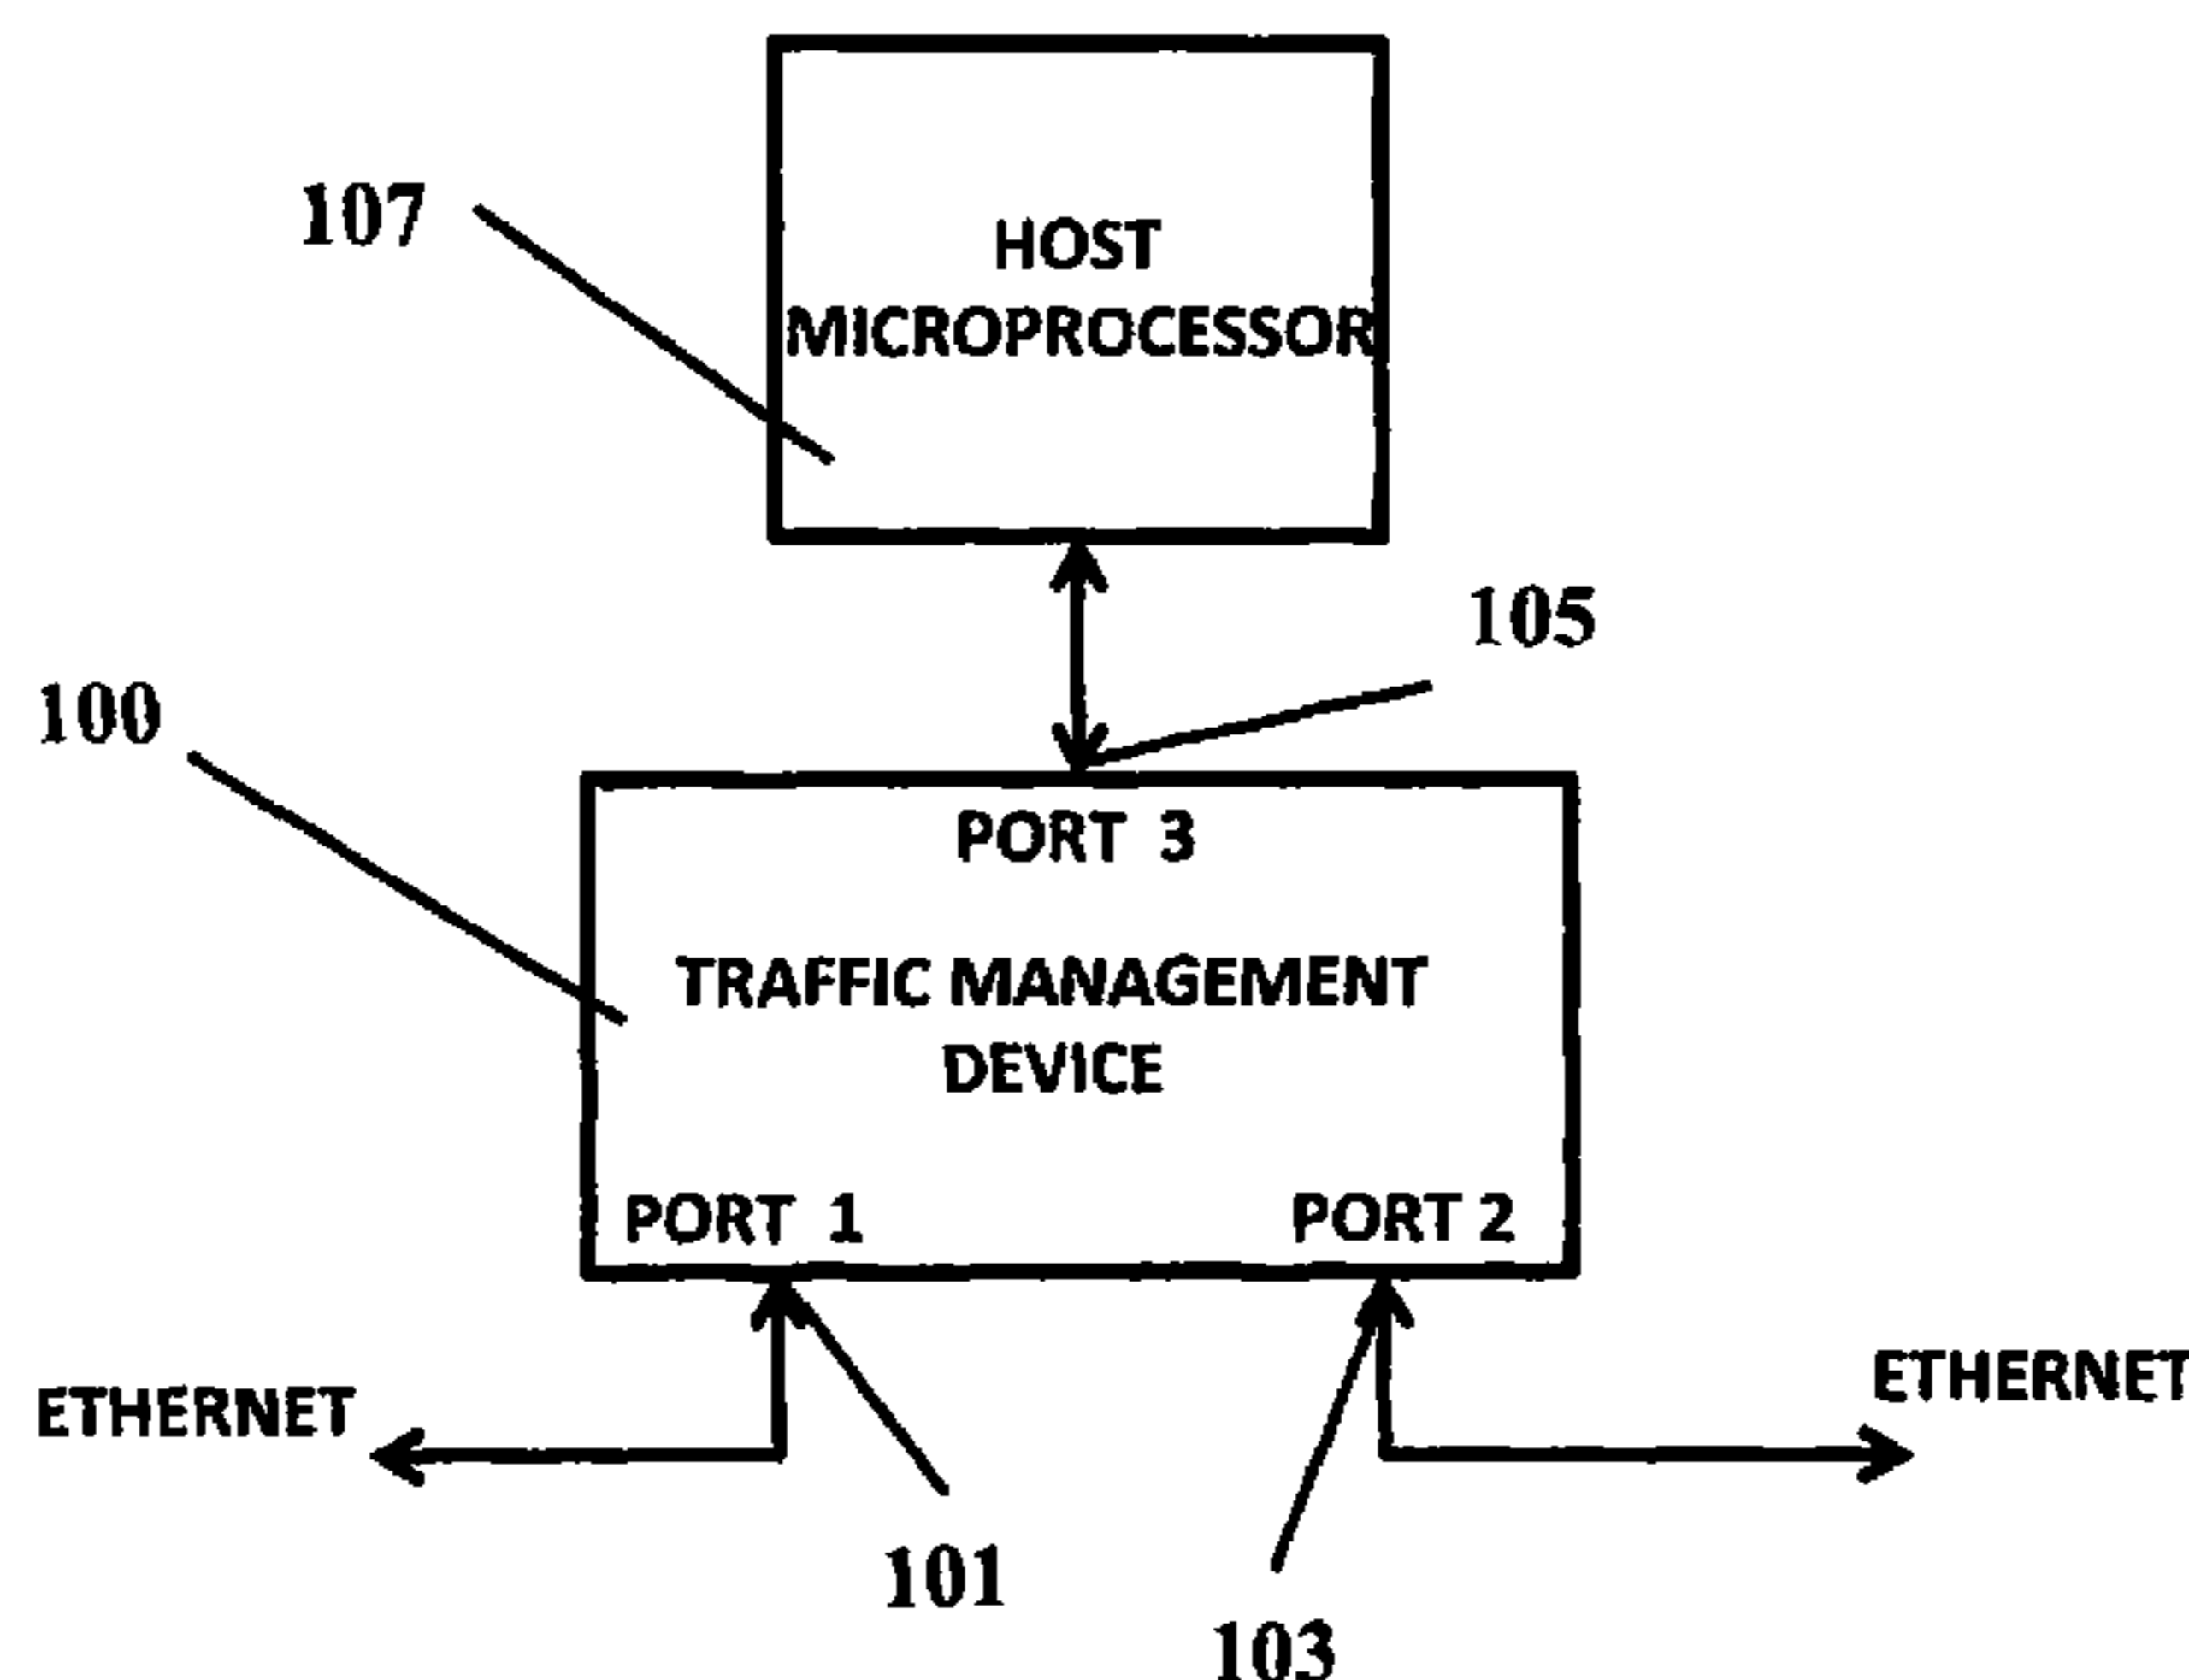 107
HOST
MICROPROCESSOR
105
100
PORT 3
TRAFFIC MANAGEMENT
DEVICE
PORT 1
PORT 2
ETHERNET
ETHERNET
101
103